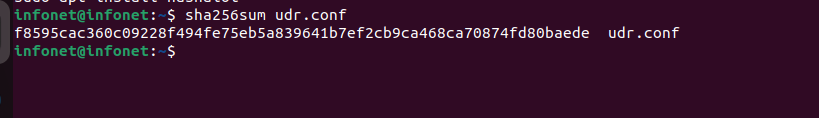 infonet@infonet:~$ sha256sum udr.conf
f8595cac360c09228f494fe75eb5a839641b7ef2cb9ca468ca70874fd80baede  udr.conf
infonet@infonet:~$